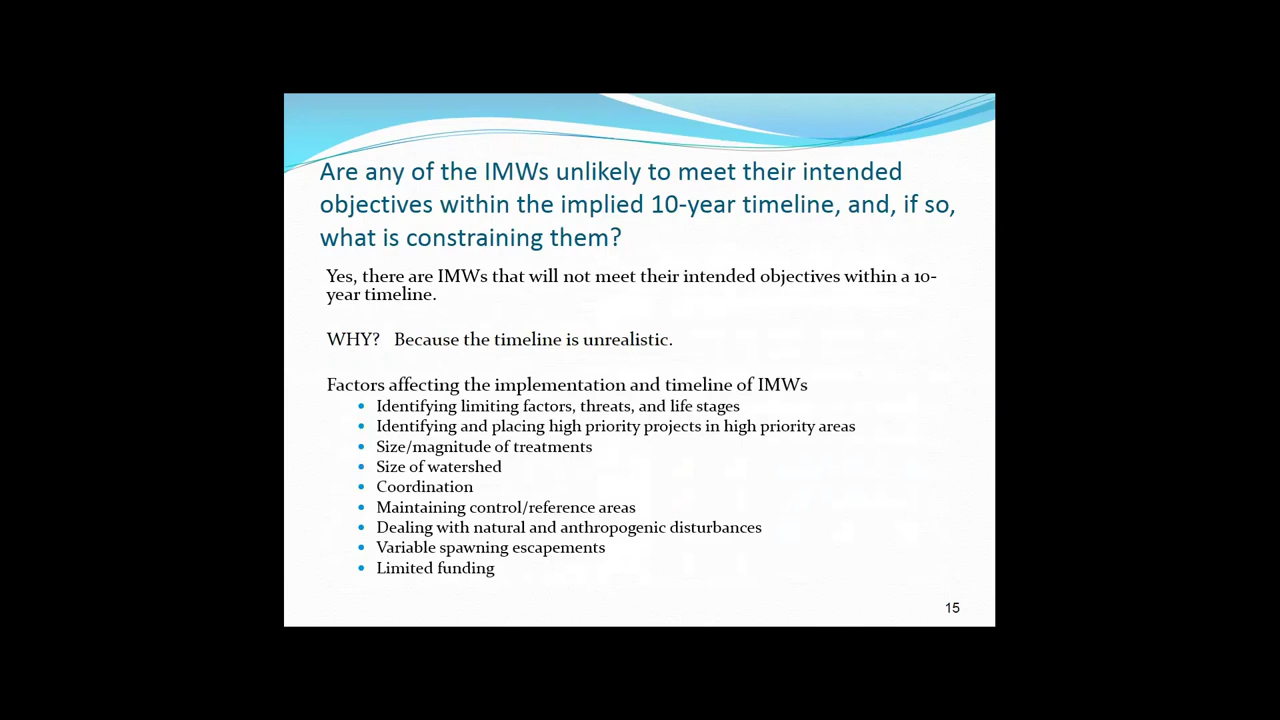 Are any of the IMWs unlikely to meet their intended
objectives within the implied 10-year timeline, and, if so,
what is constraining them?
Yes, there are IMWs that will not meet their intended objectives within a 10-
year timeline.
WHY? Because the timeline is unrealistic.
Factors affecting the implementation and timeline of IMWs
• Identifying limiting factors, threats, and life stages
• Identifying and placing high priority projects in high priority areas
• Size/magnitude of treatments
• Size of watershed
• Coordination
• Maintaining control/reference areas
• Dealing with natural and anthropogenic disturbances
• Variable spawning escapements
• Limited funding
15